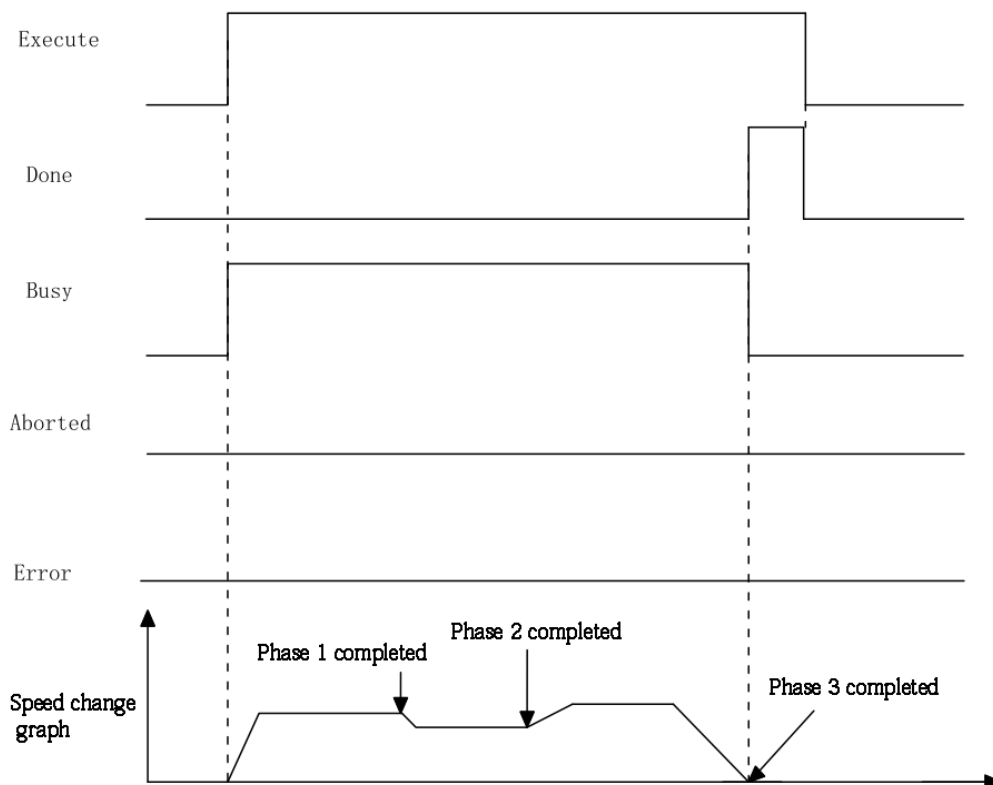 Execute
Done
Busy
Aborted
Error
Phase 2 completed
Phase 1 completed
Phase 3 completed
Speed change
graph